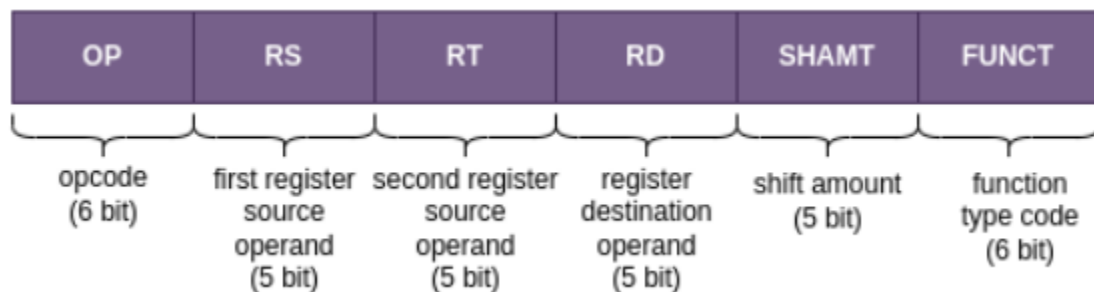 OP RS RT RD SHAMT FUNCT
opcode
(6 bit)
first register
source
operand
(5 bit)
second register
source
operand
(5 bit)
register
destination
operand
(5 bit)
shift amount
(5 bit)
function
type code
(6 bit)